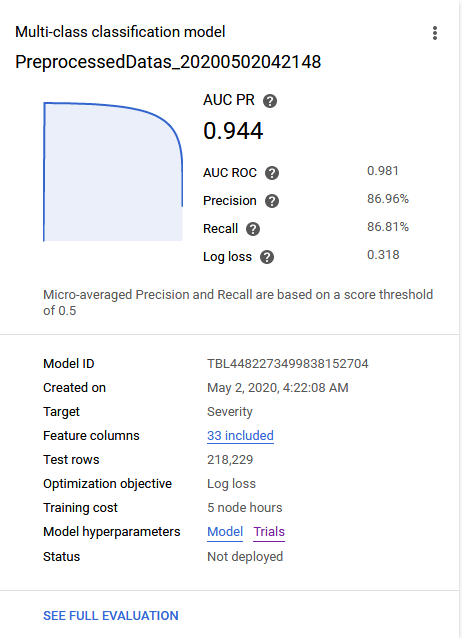 Multi-class classification model
PreprocessedDatas_20200502042148
AUC PR ?
0.944
AUC ROC ? 0.981
Precision ? 86.96%
Recall ? 86.81%
Log loss ? 0.318
Micro-averaged Precision and Recall are based on a score threshold
of 0.5
Model ID TBL4482273499838152704
Created on May 2, 2020, 4:22:08 AM
Target Severity
Feature columns 33 included
Test rows 218,229
Optimization objective Log loss
Training cost 5 node hours
Model hyperparameters Model Trials
Status Not deployed
SEE FULL EVALUATION